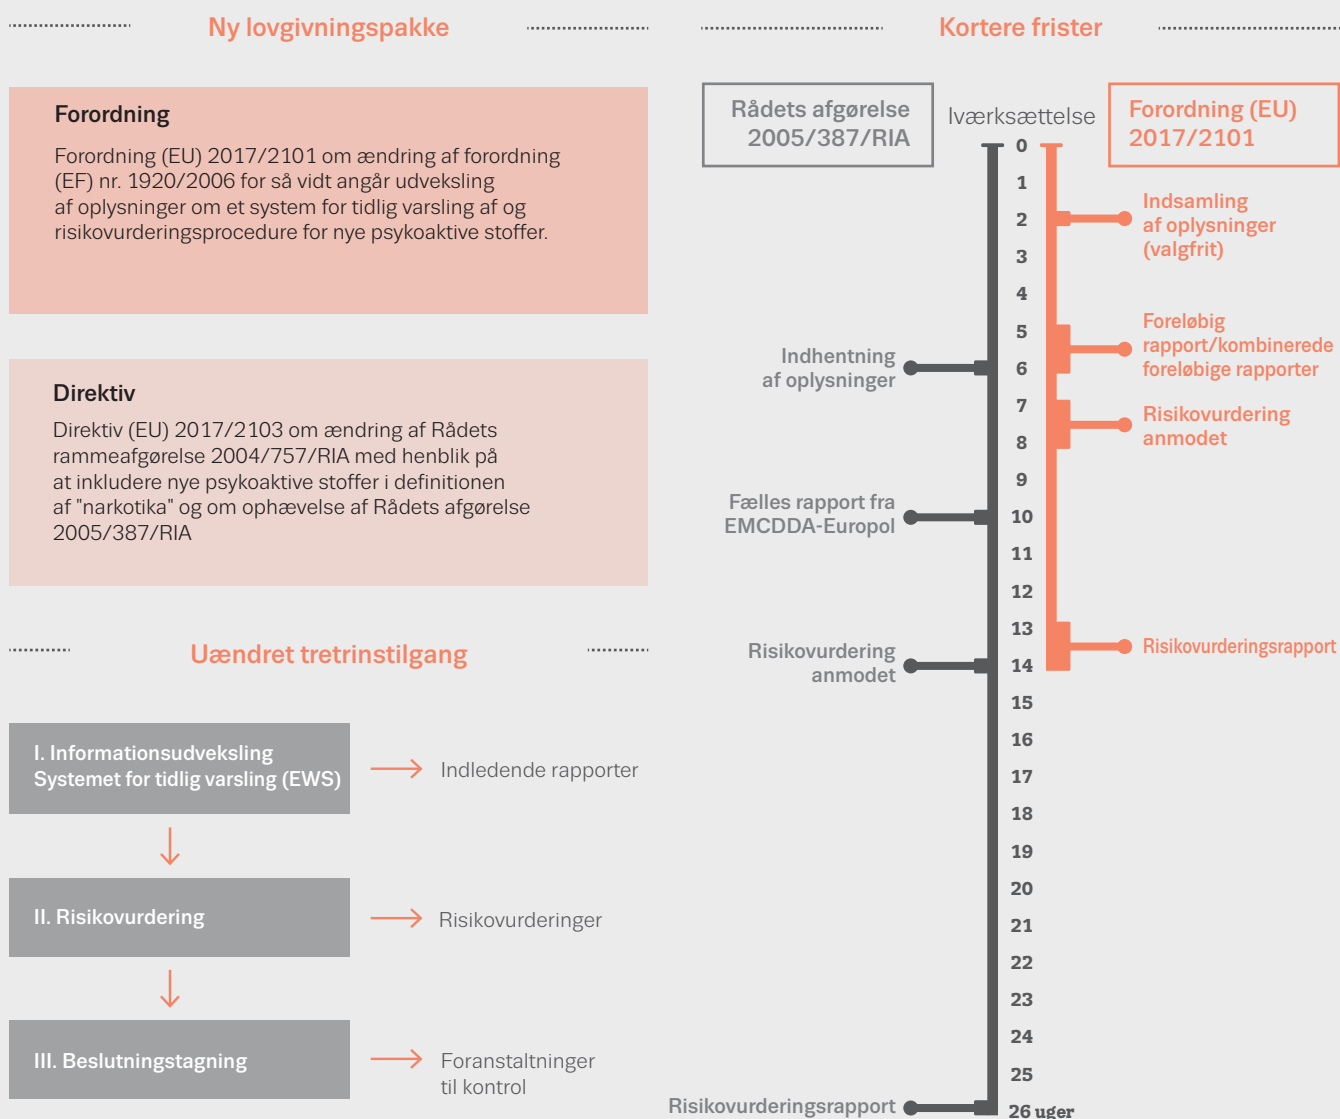 Ny lovgivningspakke
Forordning
Forordning (EU) 2017/2101 om ændring af forordning
(EF) nr. 1920/2006 for så vidt angår udveksling
af oplysninger om et system for tidlig varsling af og
risikovurderingsprocedure for nye psykoaktive stoffer.
Direktiv
Direktiv (EU) 2017/2103 om ændring af Rådets
rammeafgørelse 2004/757/RIA med henblik på
at inkludere nye psykoaktive stoffer i definitionen
af "narkotika" og om ophævelse af Rådets afgørelse
2005/387/RIA
Uændret tretrinstilgang
I. Informationsudveksling
Systemet for tidlig varsling (EWS)
Indledende rapporter
II. Risikovurdering
Risikovurderinger
III. Beslutningstagning
Foranstaltninger
til kontrol
Kortere frister
Rådets afgørelse
2005/387/RIA
Iværksættelse
Forordning (EU)
2017/2101
0
1
2
3
4
5
6
7
8
9
10
11
12
13
14
15
16
17
18
19
20
21
22
23
24
25
26 uger
Indhentning
af oplysninger
Fælles rapport fra
EMCDDA-Europol
Risikovurdering
anmodet
Risikovurderingsrapport
Indsamling
af oplysninger
(valgfrit)
Foreløbig
rapport/kombinerede
foreløbige rapporter
Risikovurdering
anmodet
Risikovurderingsrapport